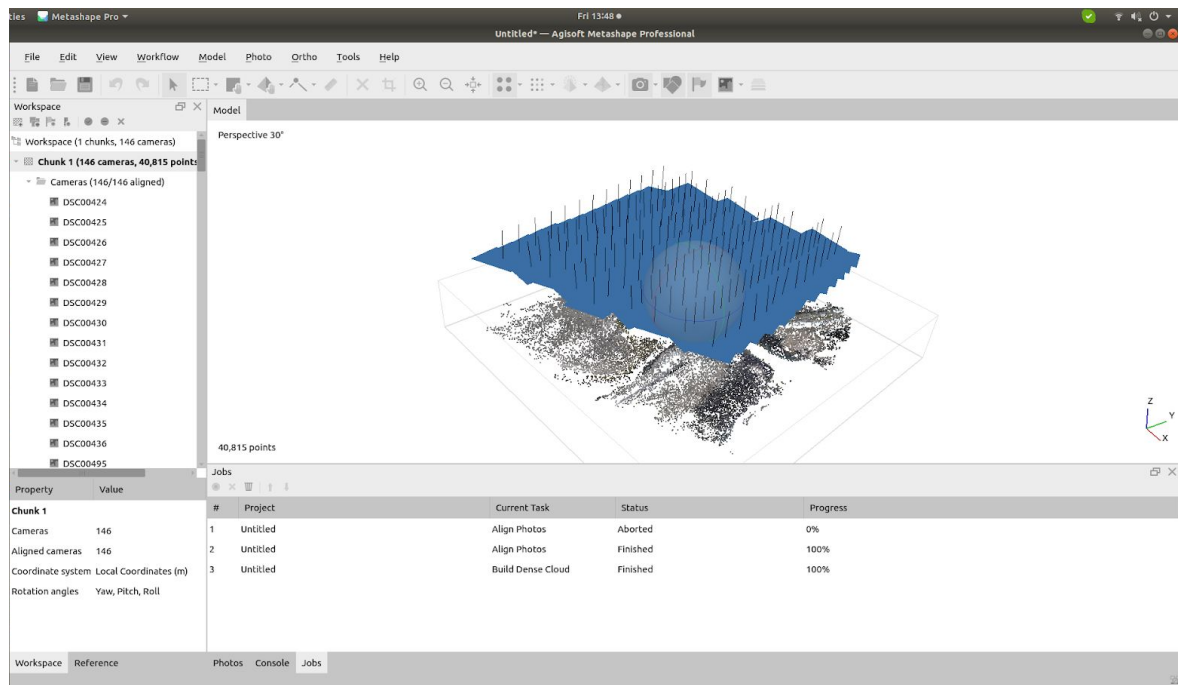 ties Metashape Pro ▾ Fri 13:48 ●
Untitled* — Agisoft Metashape Professional
File Edit View Workflow Model Photo Ortho Tools Help
Workspace
Model
Workspace (1 chunks, 146 cameras)
Perspective 30°
Chunk 1 (146 cameras, 40,815 points
Cameras (146/146 aligned)
DSC00424
DSC00425
DSC00426
DSC00427
DSC00428
DSC00429
DSC00430
DSC00431
DSC00432
DSC00433
DSC00434
DSC00435
DSC00436
DSC00495
Z
Y
X
40,815 points
Jobs
Property Value
# Project Current Task Status Progress
Chunk 1
Cameras 146
Aligned cameras 146
Coordinate system Local Coordinates (m)
Rotation angles Yaw, Pitch, Roll
1 Untitled Align Photos Aborted 0%
2 Untitled Align Photos Finished 100%
3 Untitled Build Dense Cloud Finished 100%
Workspace Reference
Photos Console Jobs